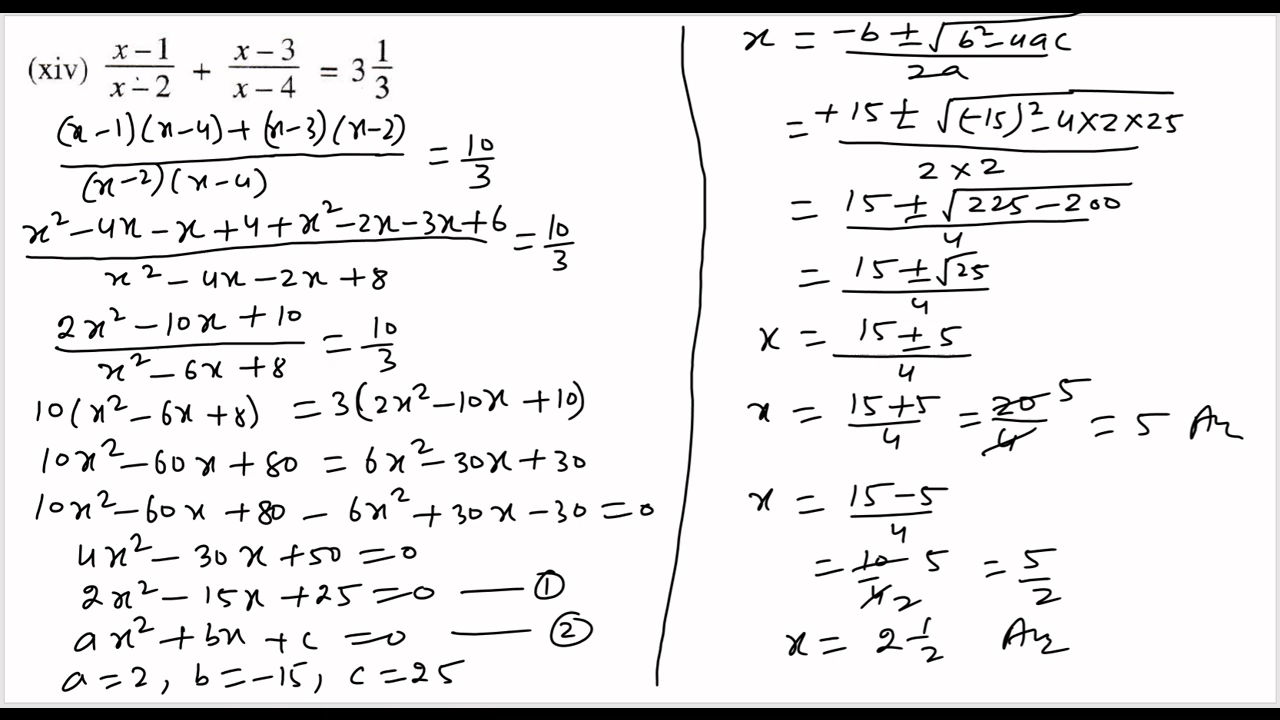 (xiv) (x-1)/(x-2) + (x-3)/(x-4) = 3 1/3
((x-1)(x-4)+(x-3)(x-2))/((x-2)(x-4)) = 10/3
(x²-4x-x+4+x²-2x-3x+6)/(x²-4x-2x+8) = 10/3
(2x²-10x+10)/(x²-6x+8) = 10/3
10(x²-6x+8) = 3(2x²-10x+10)
10x²-60x+80 = 6x²-30x+30
10x²-60x+80-6x²+30x-30=0
4x²-30x+50=0
2x²-15x+25=0 — ①
ax²+bx+c=0 — ②
a=2, b=-15, c=25
x = (-b±√(b²-4ac))/(2a)
= (+15±√((-15)²-4×2×25))/(2×2)
= (15±√(225-200))/4
= (15±√25)/4
x = (15±5)/4
x = (15+5)/4 = 20/4 5 = 5 Ans
x = (15-5)/4
= 10/4 5 2 = 5/2
x = 2 1/2 Ans